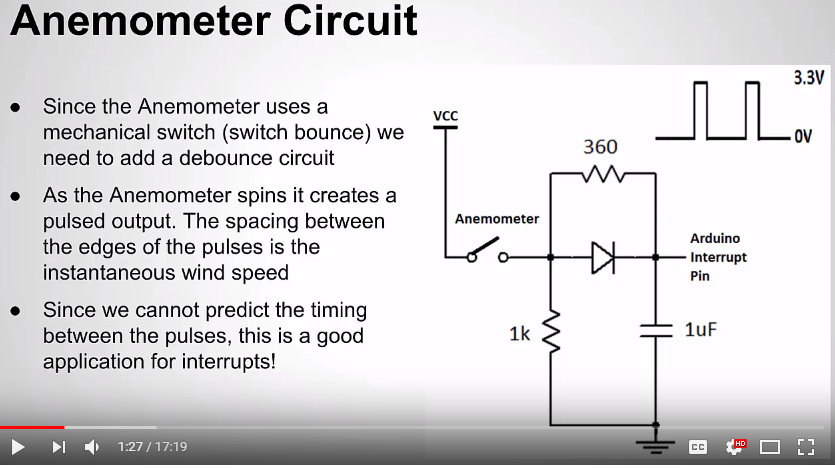 Anemometer Circuit
● Since the Anemometer uses a
mechanical switch (switch bounce) we
need to add a debounce circuit
● As the Anemometer spins it creates a
pulsed output. The spacing between
the edges of the pulses is the
instantaneous wind speed
● Since we cannot predict the timing
between the pulses, this is a good
application for interrupts!
3.3V
0V
VCC
360
Anemometer
Arduino
Interrupt
Pin
1k
1uF
1:27 / 17:19
CC
HD